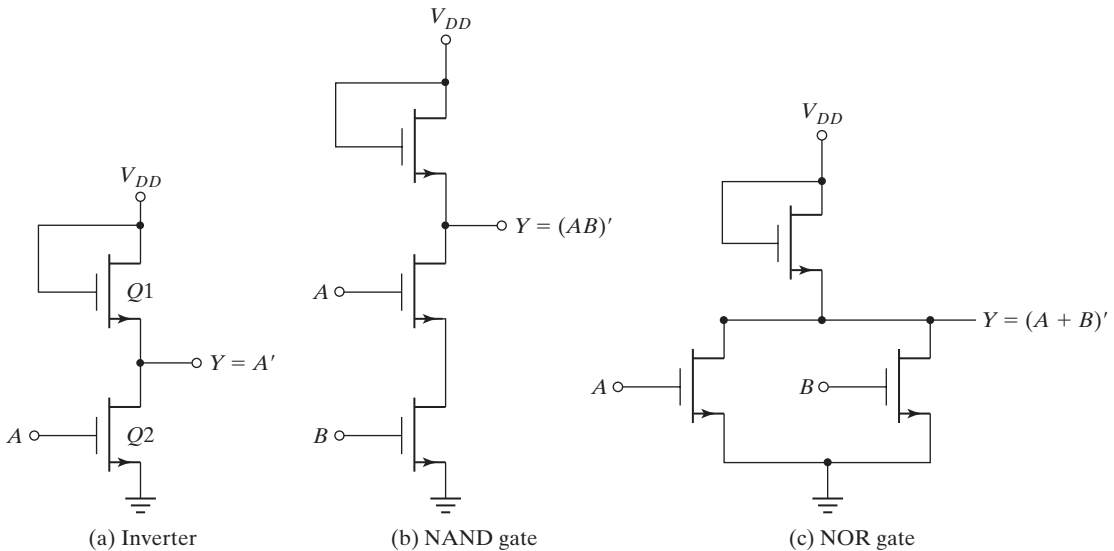 V_DD
Q1
Y = A′
A
Q2
(a) Inverter
V_DD
Y = (AB)′
A
B
(b) NAND gate
V_DD
Y = (A + B)′
A
B
(c) NOR gate